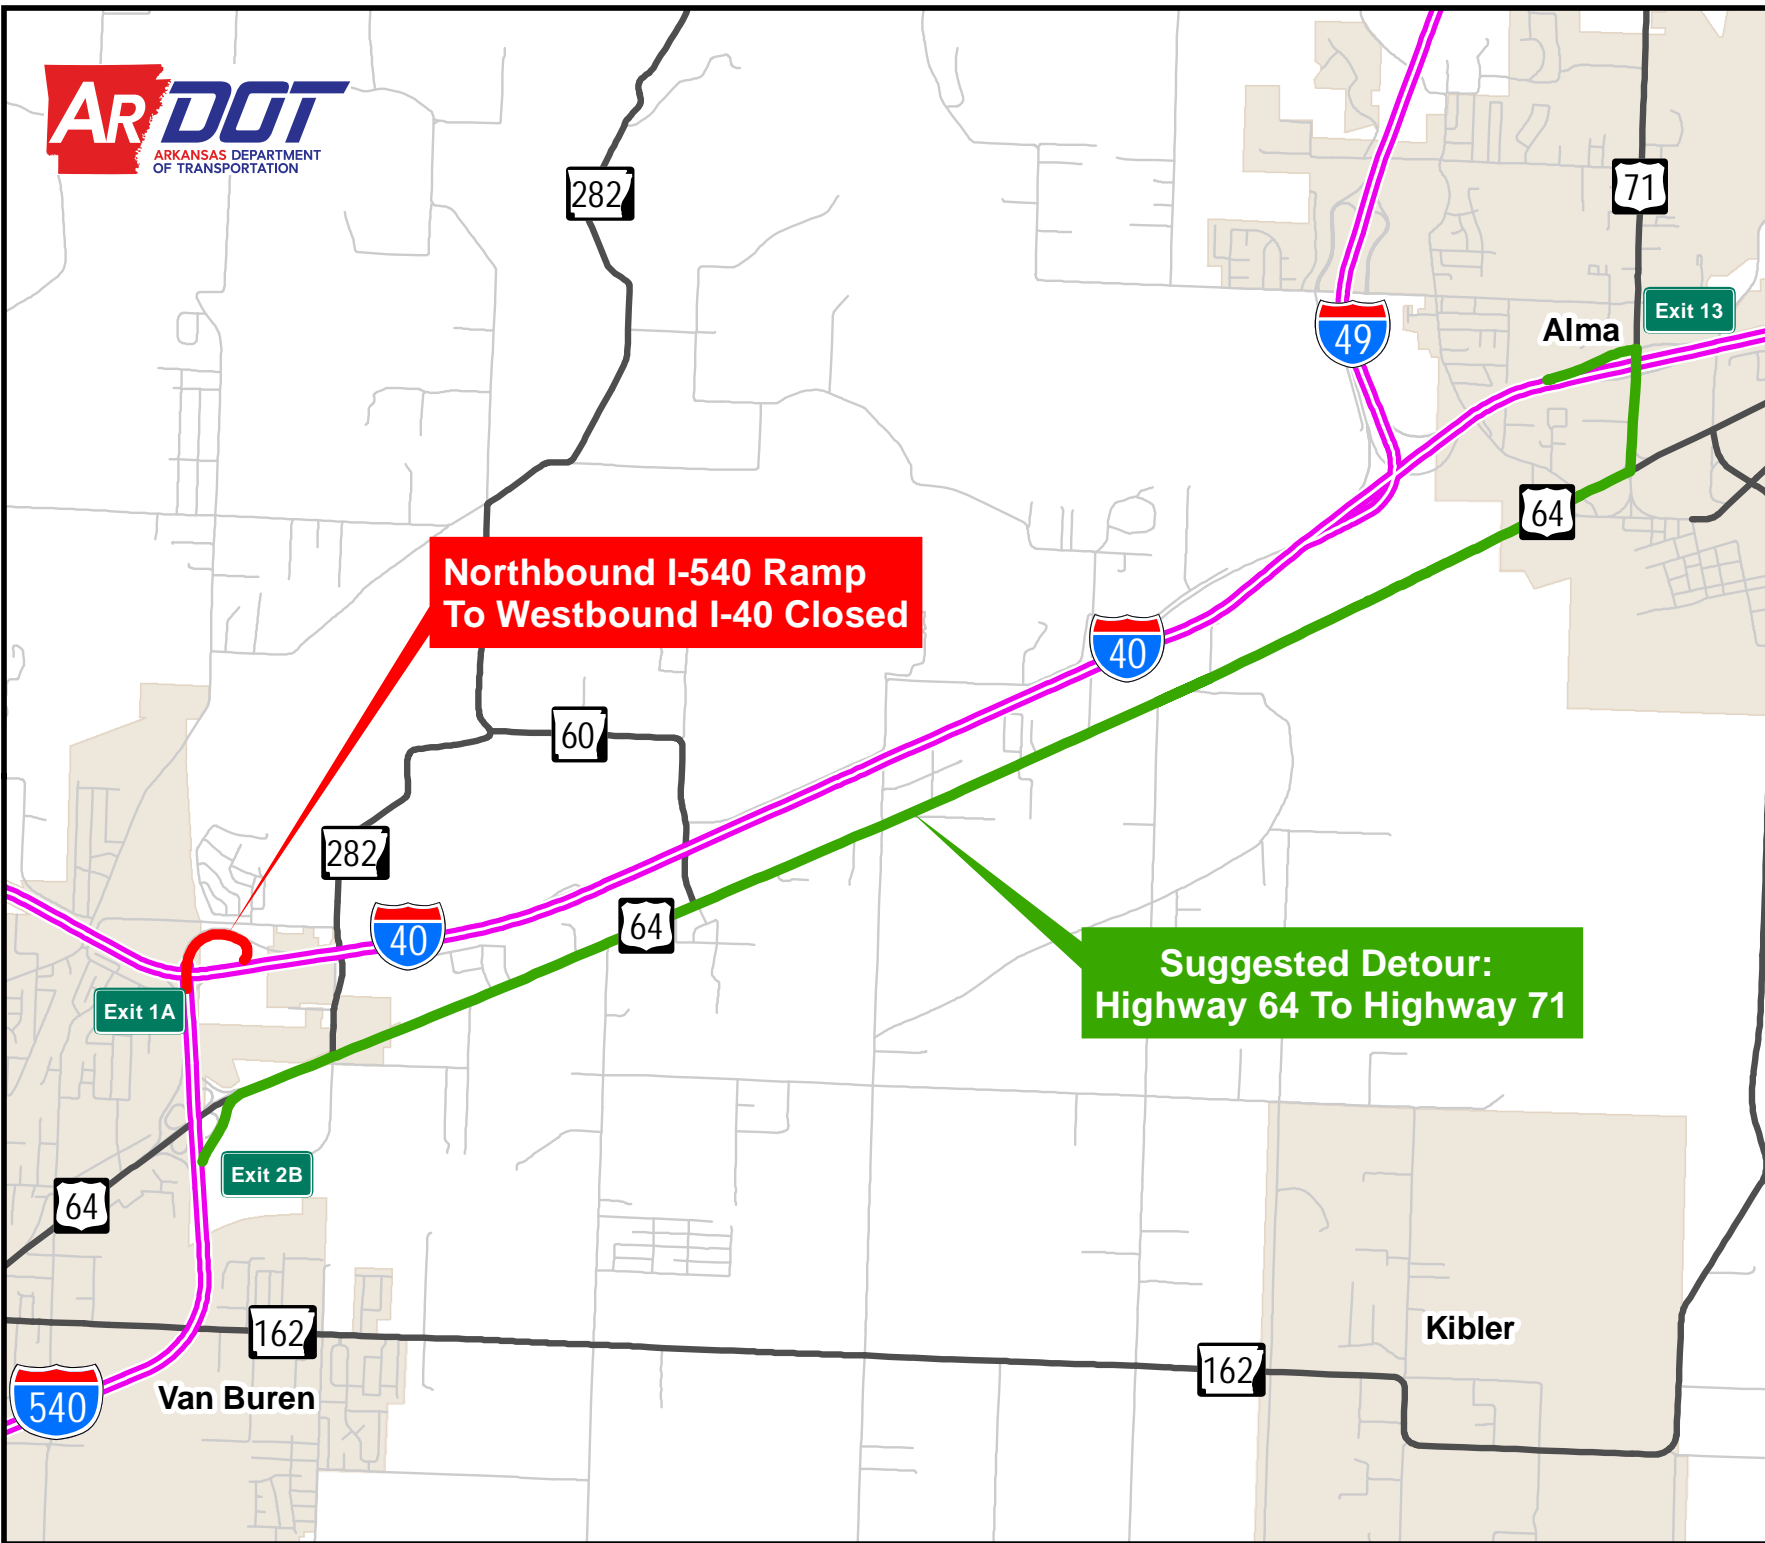 ARDOT
ARKANSAS DEPARTMENT
OF TRANSPORTATION
282
71
Exit 13
Alma
49
64
Northbound I-540 Ramp
To Westbound I-40 Closed
40
60
282
40
64
Suggested Detour:
Highway 64 To Highway 71
Exit 1A
Exit 2B
64
162
Kibler
162
Van Buren
540